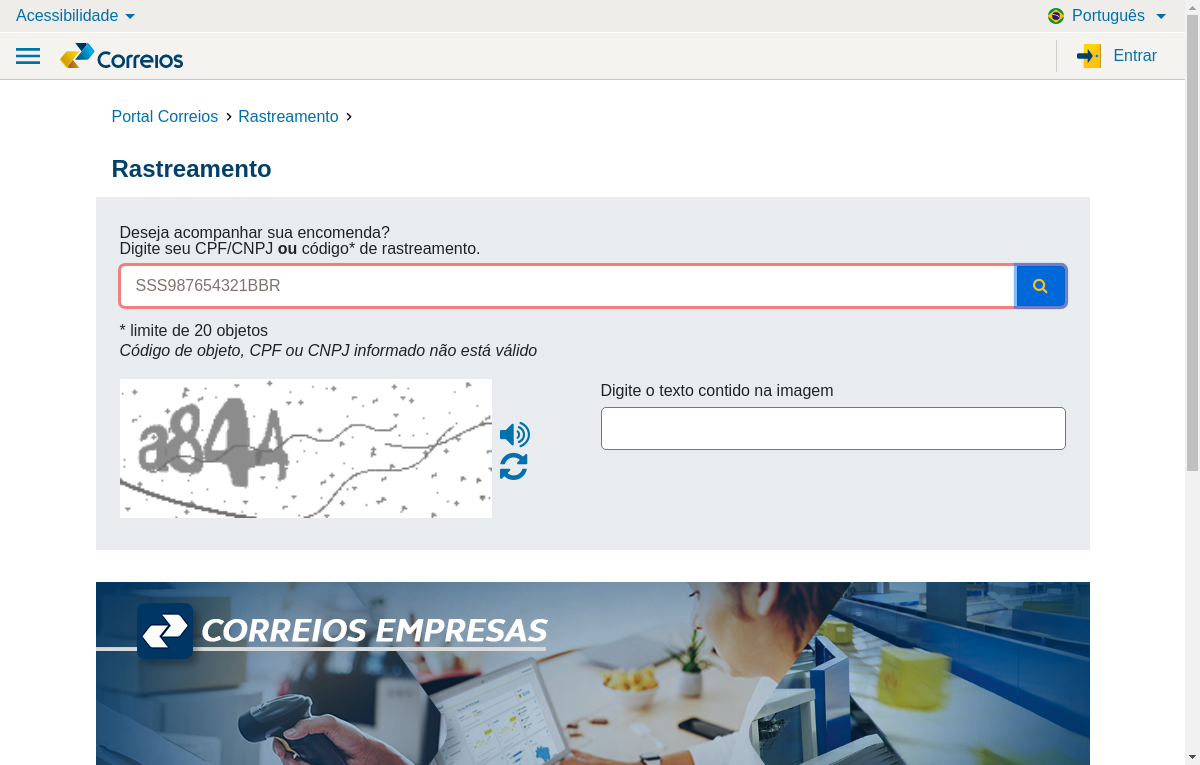 Acessibilidade
Português
Correios
Entrar
Portal Correios
Rastreamento
Rastreamento
Deseja acompanhar sua encomenda?
Digite seu CPF/CNPJ ou código* de rastreamento.
SSS987654321BBR
* limite de 20 objetos
Código de objeto, CPF ou CNPJ informado não está válido
Digite o texto contido na imagem
a844
CORREIOS EMPRESAS